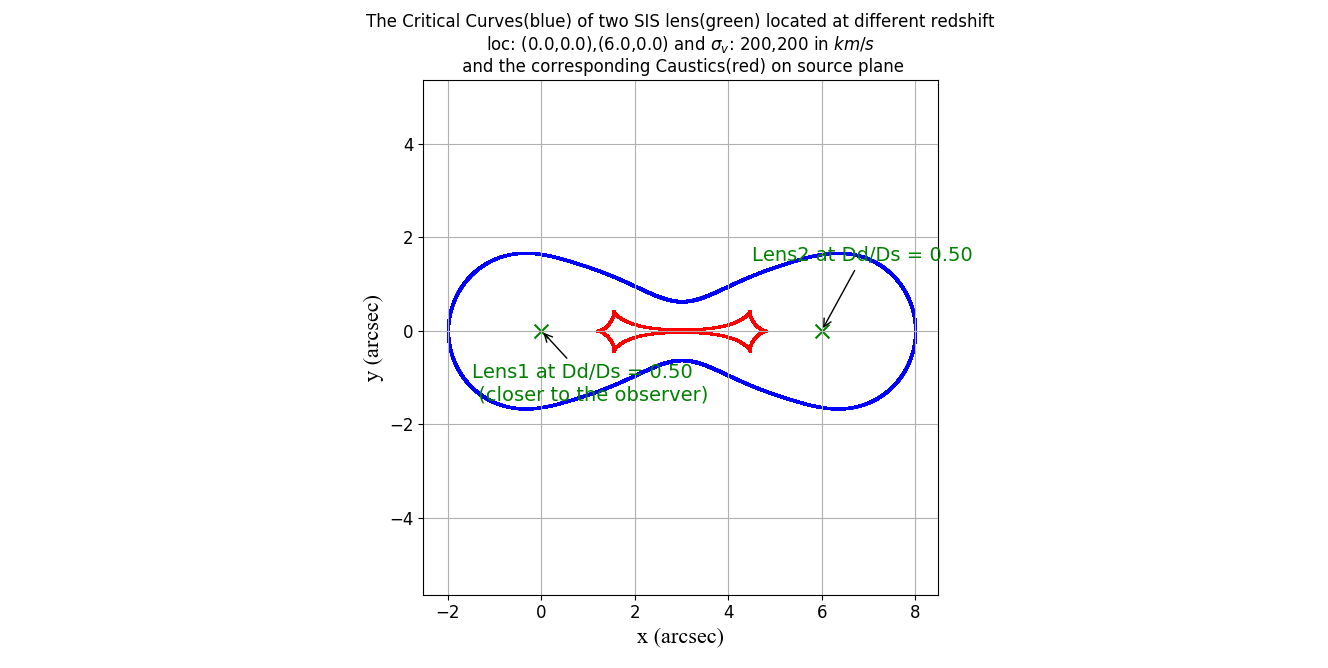 The Critical Curves(blue) of two SIS lens(green) located at different redshift
loc: (0.0,0.0),(6.0,0.0) and σv: 200,200 in km/s
and the corresponding Caustics(red) on source plane
4
2
0
−2
−4
y (arcsec)
Lens2 at Dd/Ds = 0.50
Lens1 at Dd/Ds = 0.50
(closer to the observer)
−2 0 2 4 6 8
x (arcsec)